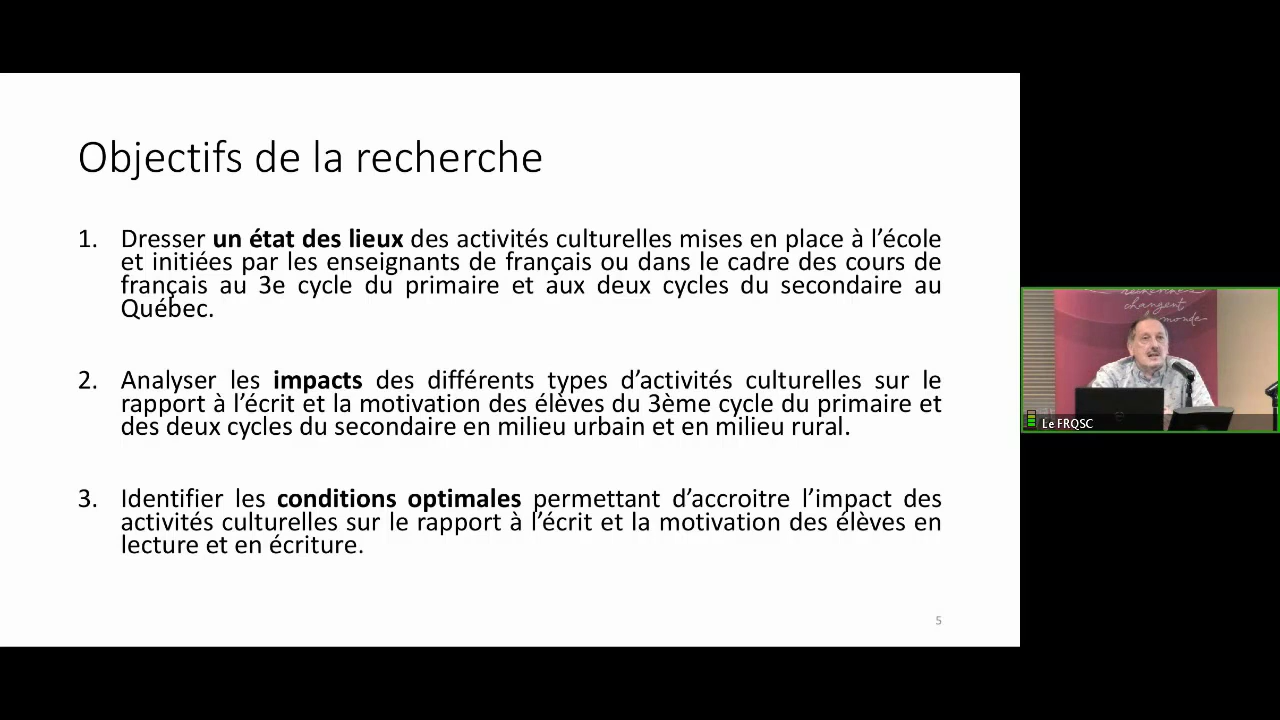 Objectifs de la recherche
1. Dresser un état des lieux des activités culturelles mises en place à l’école
et initiées par les enseignants de français ou dans le cadre des cours de
français au 3e cycle du primaire et aux deux cycles du secondaire au
Québec.
2. Analyser les impacts des différents types d’activités culturelles sur le
rapport à l’écrit et la motivation des élèves du 3ème cycle du primaire et
des deux cycles du secondaire en milieu urbain et en milieu rural.
3. Identifier les conditions optimales permettant d’accroitre l’impact des
activités culturelles sur le rapport à l’écrit et la motivation des élèves en
lecture et en écriture.
5
changent
monde
Le FRQSC